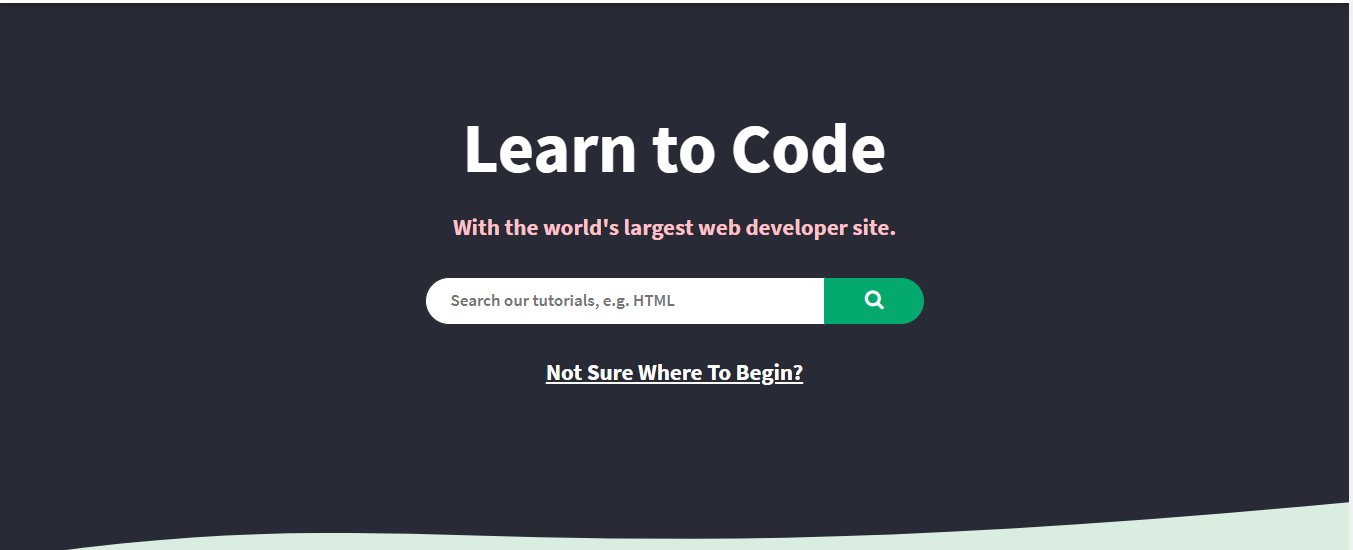 Learn to Code
With the world's largest web developer site.
Search our tutorials, e.g. HTML
Not Sure Where To Begin?